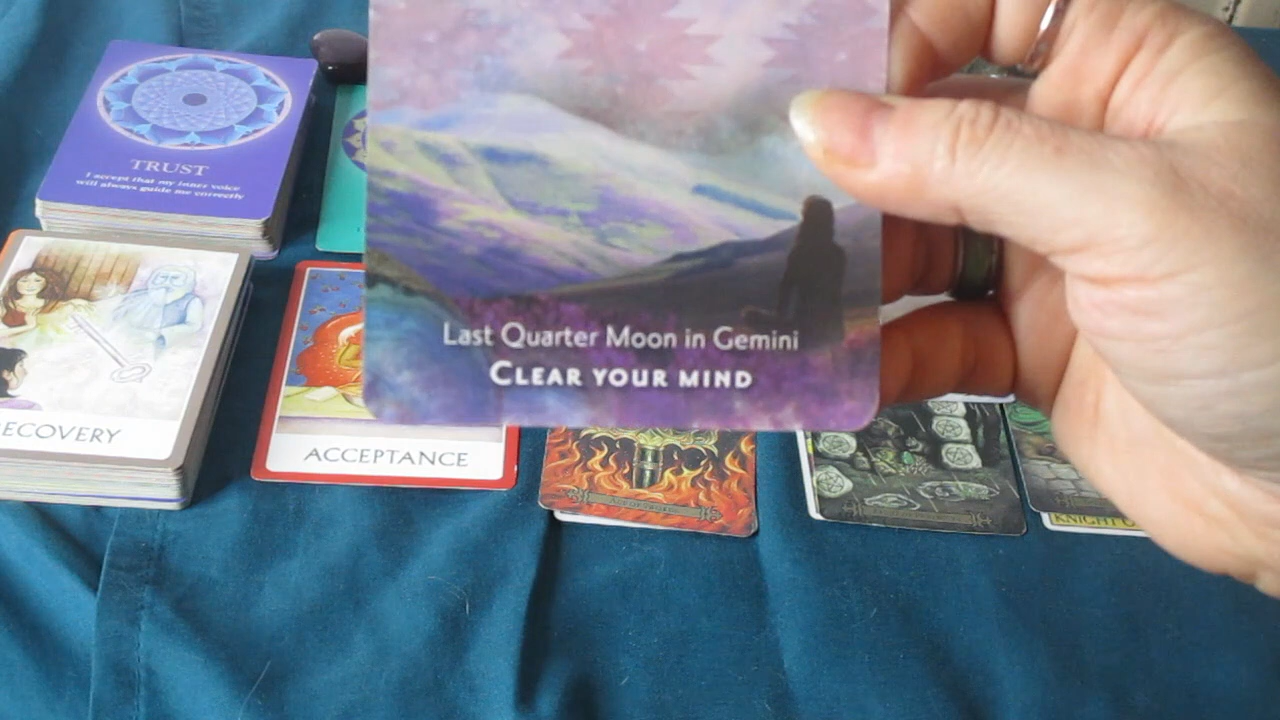 TRUST
I accept that my inner voice
will always guide me correctly
ECOVERY
ACCEPTANCE
Last Quarter Moon in Gemini
CLEAR YOUR MIND
KNIGHT